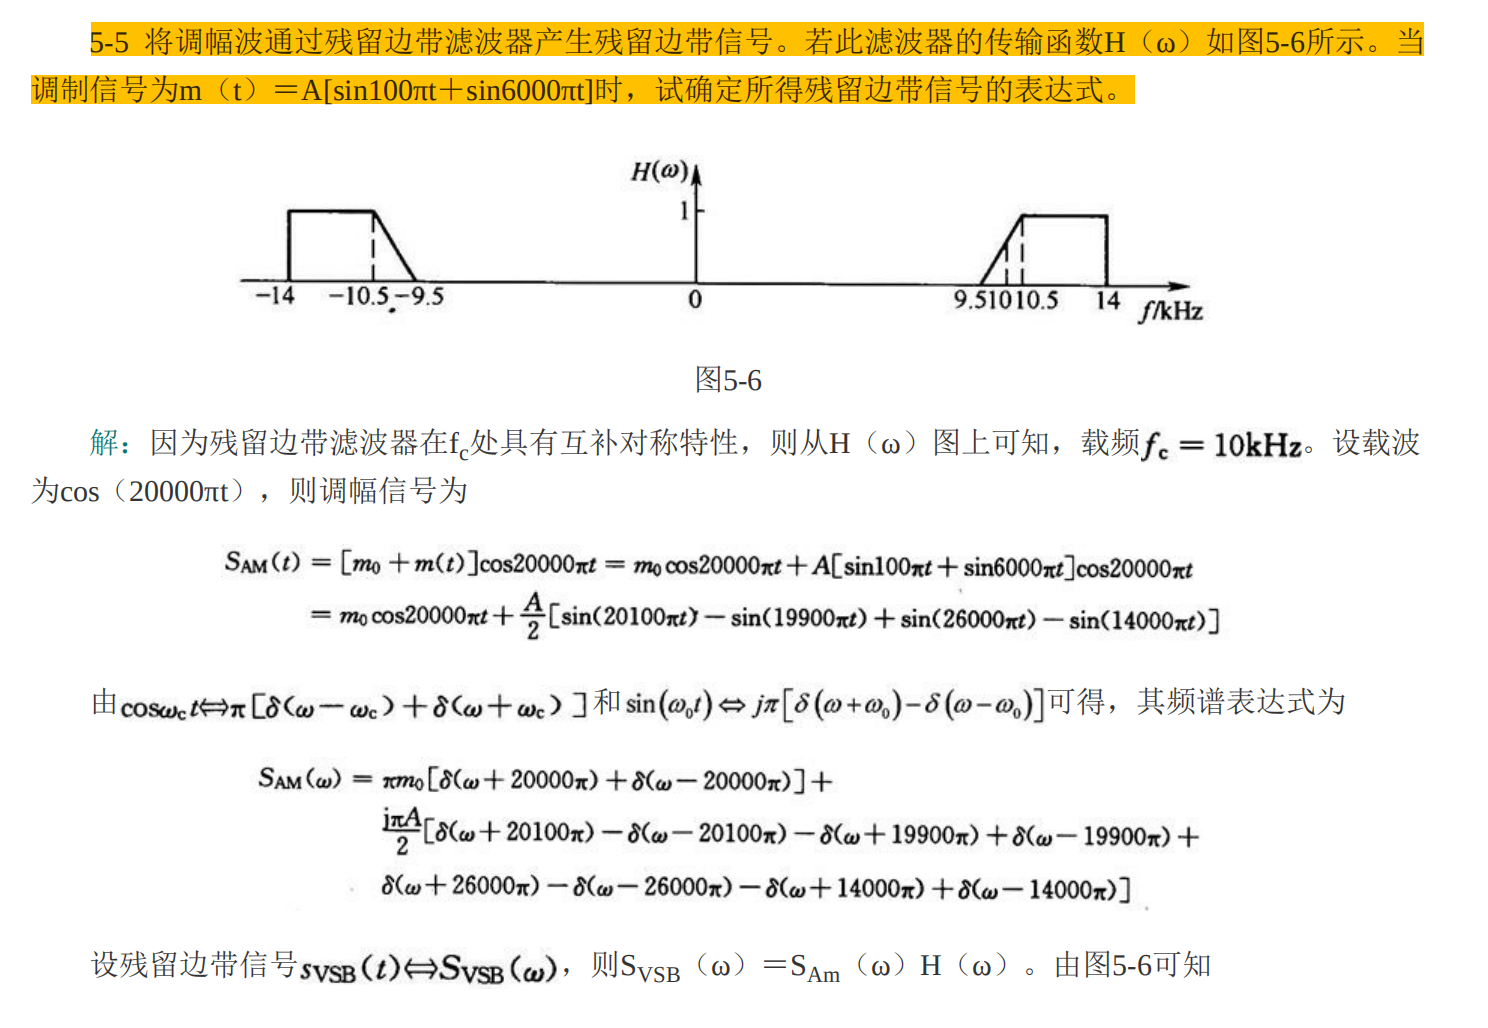 5-5 将调幅波通过残留边带滤波器产生残留边带信号。若此滤波器的传输函数H（ω）如图5-6所示。当
调制信号为m（t）＝A[sin100πt＋sin6000πt]时，试确定所得残留边带信号的表达式。
H(ω)
1
−14 −10.5 −9.5 0 9.5 10 10.5 14 f/kHz
图5-6
解：因为残留边带滤波器在fc处具有互补对称特性，则从H（ω）图上可知，载频fc = 10kHz。设载波
为cos（20000πt），则调幅信号为
SAM(t) = [m0 + m(t)]cos20000πt = m0 cos20000πt + A[sin100πt + sin6000πt]cos20000πt
= m0 cos20000πt + A/2[sin(20100πt) − sin(19900πt) + sin(26000πt) − sin(14000πt)]
由cosωct⇔π[δ(ω − ωc) + δ(ω + ωc)]和sin(ω0t)⇔jπ[δ(ω+ω0)−δ(ω−ω0)]可得，其频谱表达式为
SAM(ω) = πm0[δ(ω + 20000π) + δ(ω − 20000π)] +
jπA/2[δ(ω + 20100π) − δ(ω − 20100π) − δ(ω + 19900π) + δ(ω − 19900π) +
δ(ω + 26000π) − δ(ω − 26000π) − δ(ω + 14000π) + δ(ω − 14000π)]
设残留边带信号sVSB(t)⇔SVSB(ω)，则SVSB（ω）＝SAm（ω）H（ω）。由图5-6可知